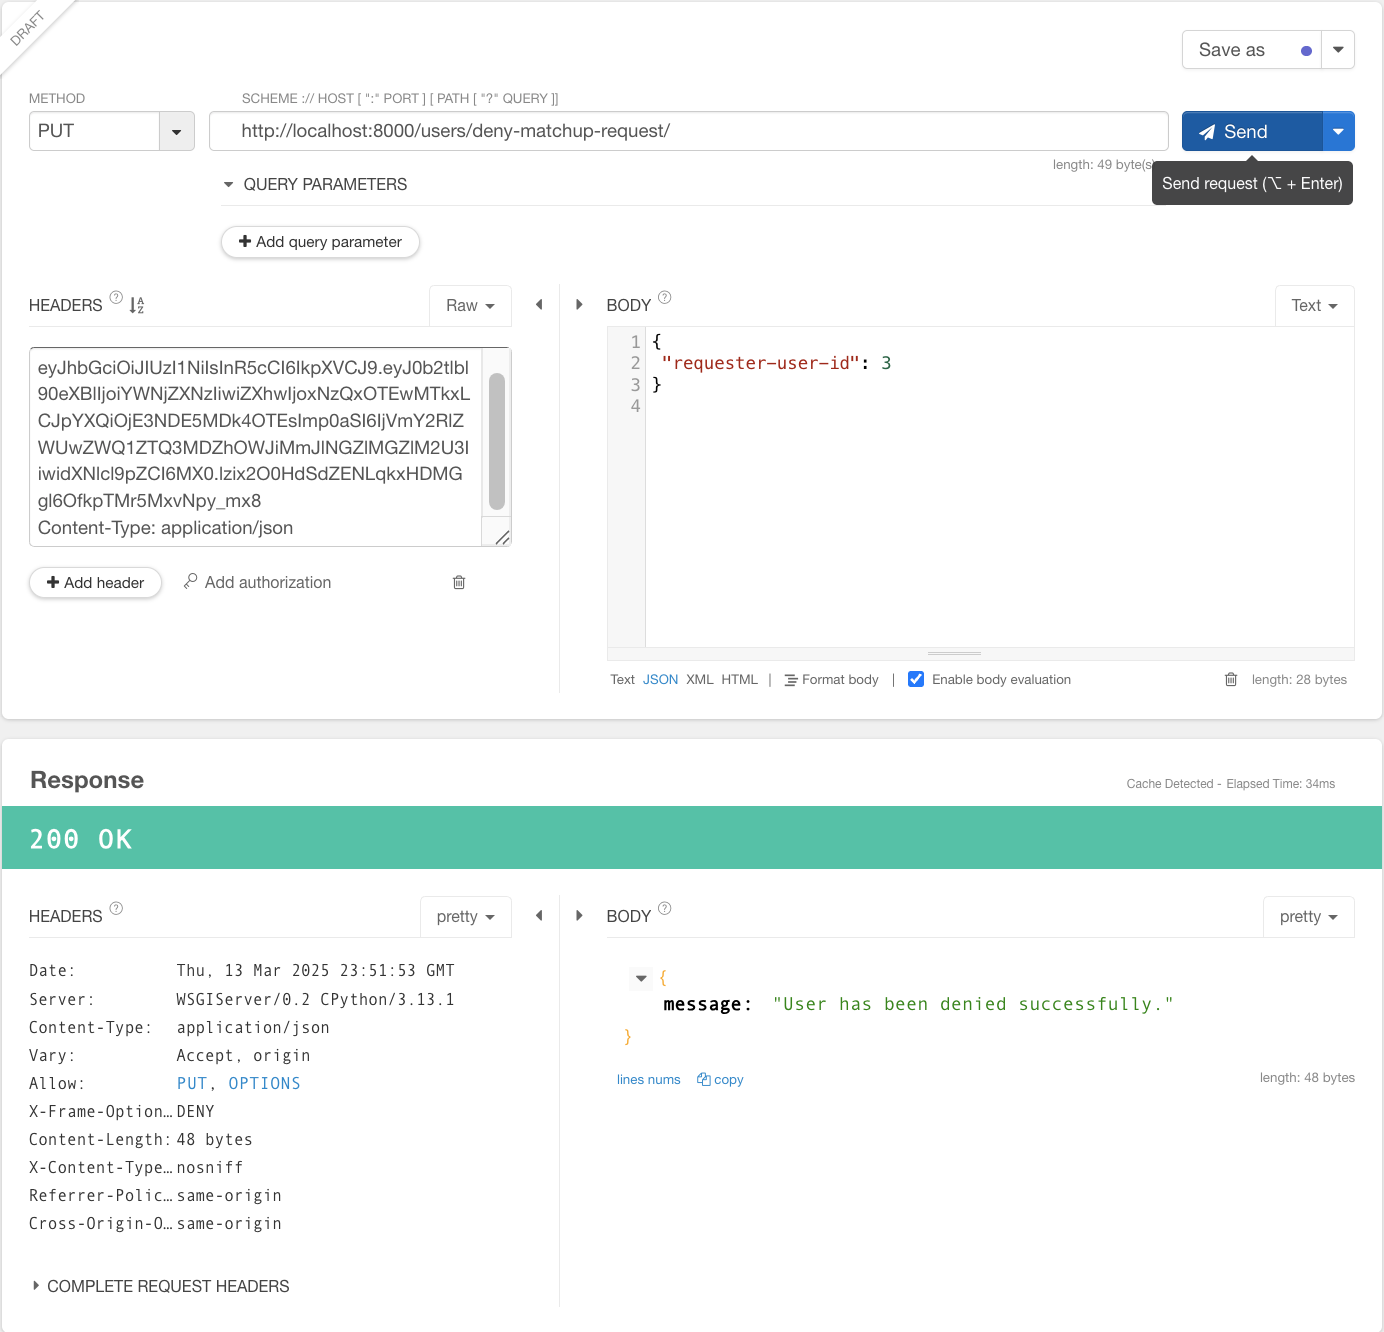 DRAFT
Save as
METHOD
SCHEME :// HOST [ ":" PORT ] [ PATH [ "?" QUERY ]]
PUT
http://localhost:8000/users/deny-matchup-request/
Send
length: 49 byte(s)
Send request (⌥ + Enter)
QUERY PARAMETERS
Add query parameter
HEADERS
Raw
BODY
Text
eyJhbGciOiJIUzI1NiIsInR5cCI6IkpXVCJ9.eyJ0b2tlbl
90eXBlIjoiYWNjZXNzIiwiZXhwIjoxNzQxOTEwMTkxL
CJpYXQiOjE3NDE5MDk4OTEsImp0aSI6IjVmY2RlZ
WUwZWQ1ZTQ3MDZhOWJiMmJlNGZlMGZlM2U3I
iwidXNlcl9pZCI6MX0.lzix2O0HdSdZENLqkxHDMG
gl6OfkpTMr5MxvNpy_mx8
Content-Type: application/json
1 {
2 "requester-user-id": 3
3 }
4
Add header
Add authorization
Text JSON XML HTML | Format body | Enable body evaluation
length: 28 bytes
Response
Cache Detected - Elapsed Time: 34ms
200 OK
HEADERS
pretty
BODY
pretty
Date: Thu, 13 Mar 2025 23:51:53 GMT
Server: WSGIServer/0.2 CPython/3.13.1
Content-Type: application/json
Vary: Accept, origin
Allow: PUT, OPTIONS
X-Frame-Option… DENY
Content-Length: 48 bytes
X-Content-Type… nosniff
Referrer-Polic… same-origin
Cross-Origin-O… same-origin
{
message: "User has been denied successfully."
}
lines nums copy
length: 48 bytes
COMPLETE REQUEST HEADERS